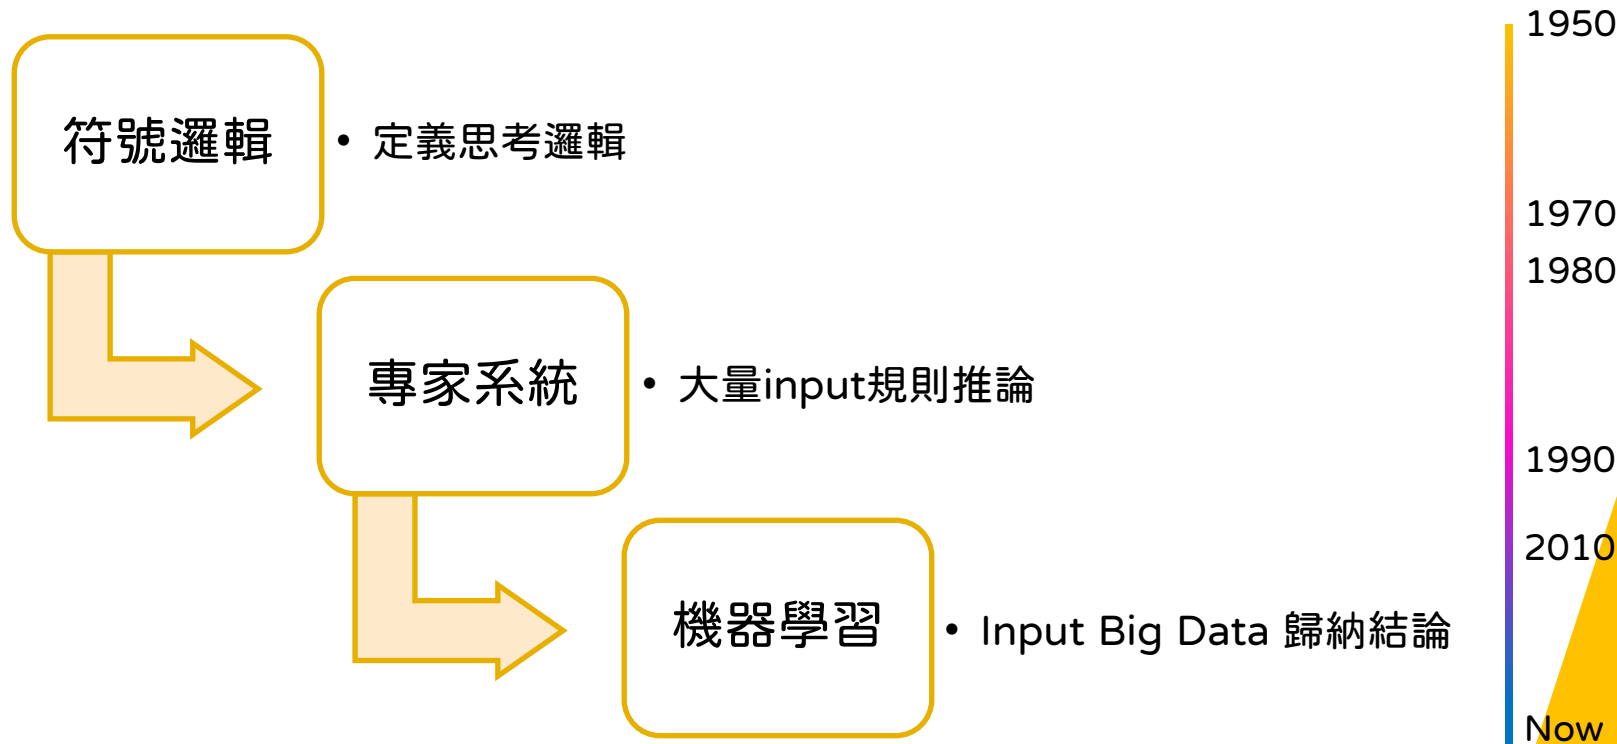 符號邏輯
• 定義思考邏輯
專家系統
• 大量input規則推論
機器學習
• Input Big Data 歸納結論
1950
1970
1980
1990
2010
Now